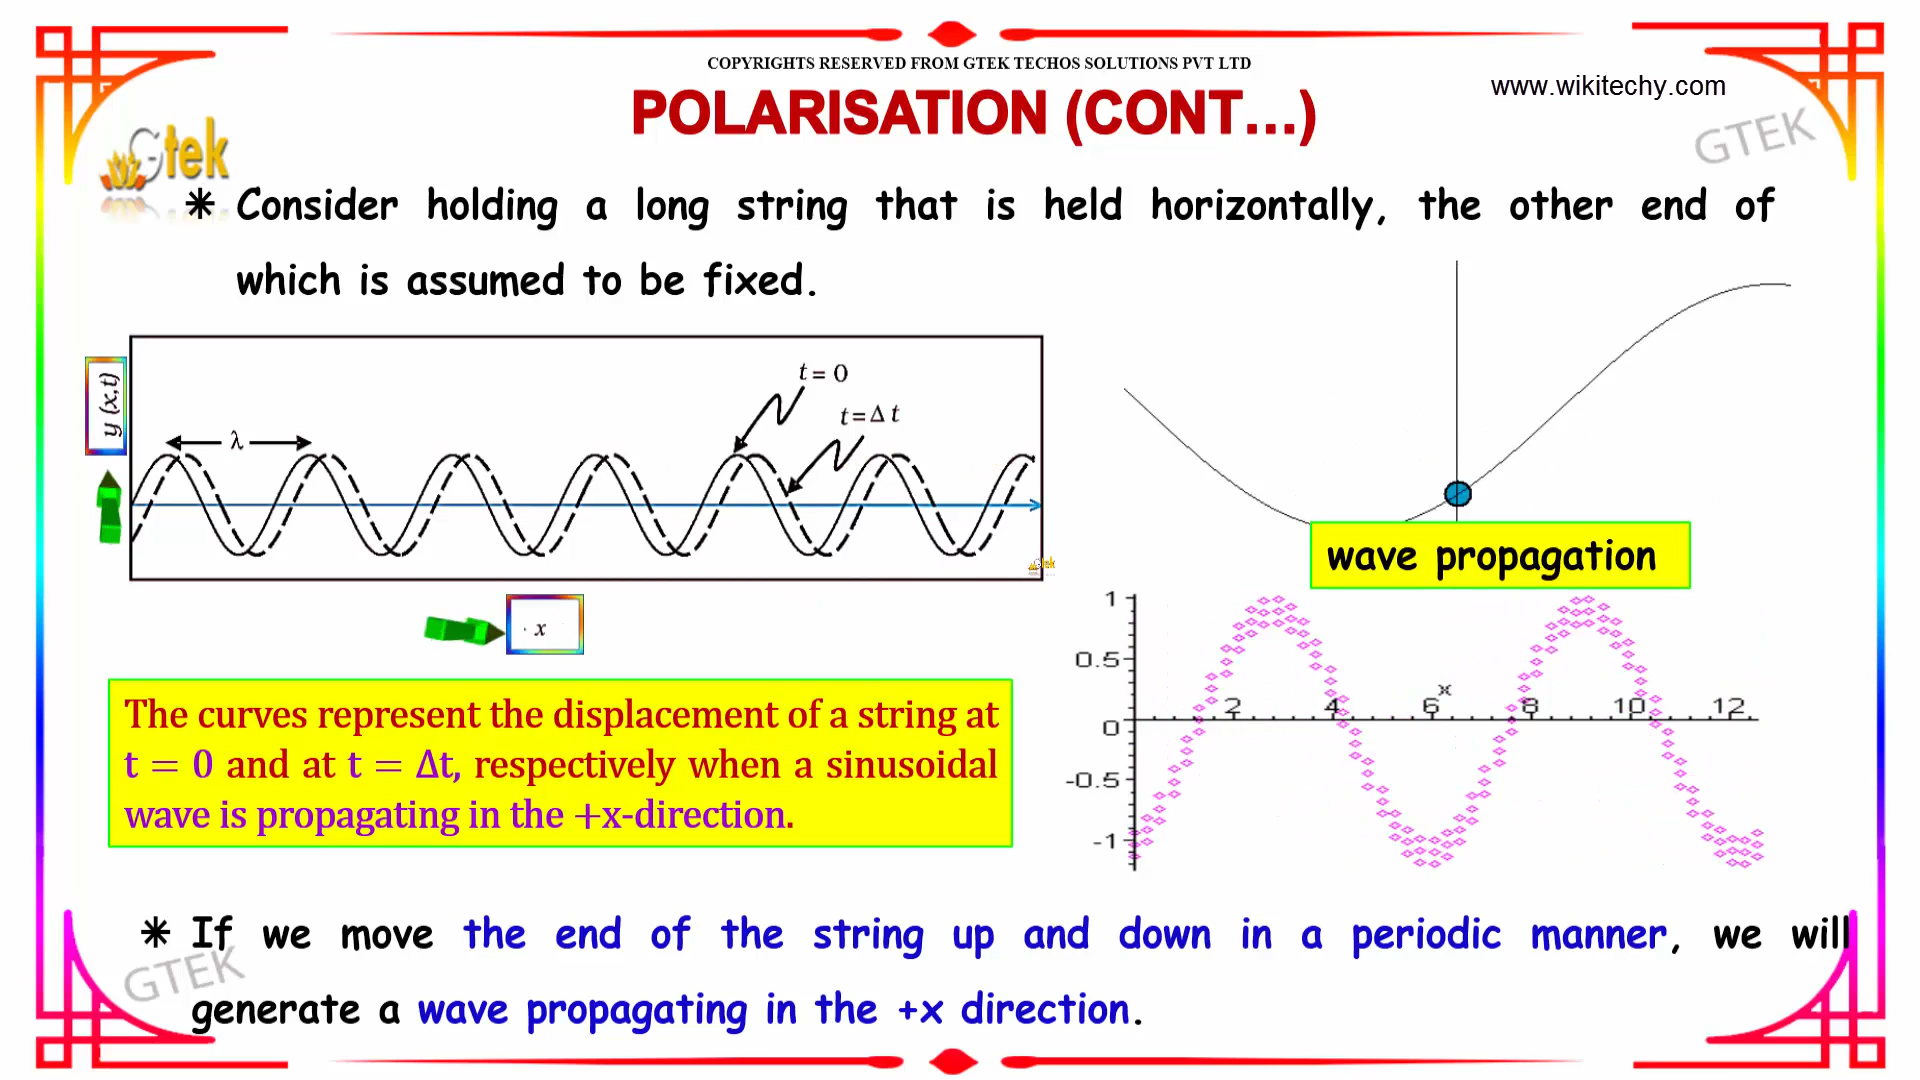 COPYRIGHTS RESERVED FROM GTEK TECHOS SOLUTIONS PVT LTD
www.wikitechy.com
POLARISATION (CONT...)
GTEK
Gtek
✳ Consider holding a long string that is held horizontally, the other end of
which is assumed to be fixed.
y (x,t)
t = 0
t = Δ t
λ
x
wave propagation
1
0.5
0
-0.5
-1
x
2 4 6 8 10 12
The curves represent the displacement of a string at
t = 0 and at t = Δt, respectively when a sinusoidal
wave is propagating in the +x-direction.
✳ If we move the end of the string up and down in a periodic manner, we will
GTEK
generate a wave propagating in the +x direction.